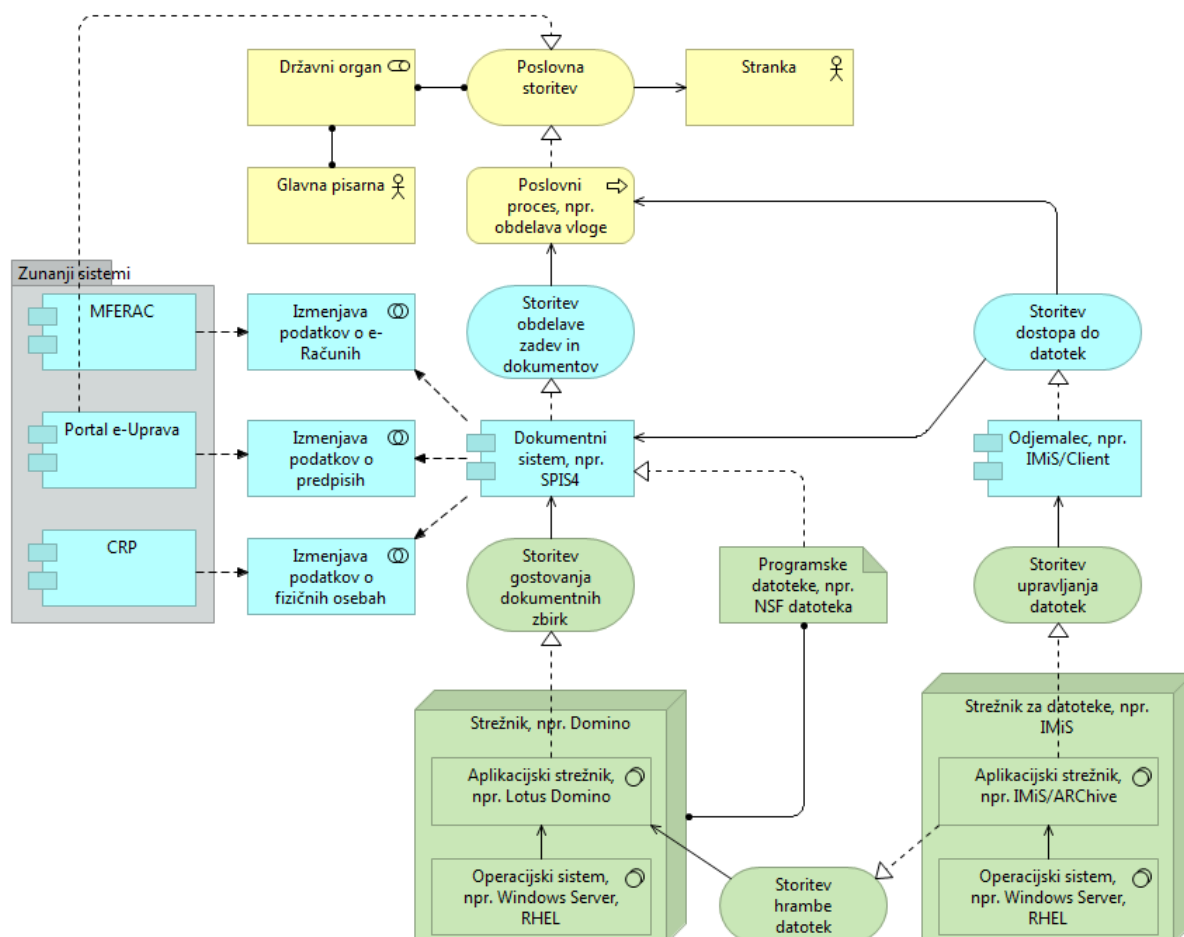 Državni organ
Poslovna
storitev
Stranka
Glavna pisarna
Poslovni
proces, npr.
obdelava vloge
Zunanji sistemi
MFERAC
Izmenjava
podatkov o e-
Računih
Storitev
obdelave
zadev in
dokumentov
Storitev
dostopa do
datotek
Portal e-Uprava
Izmenjava
podatkov o
predpisih
Dokumentni
sistem, npr.
SPIS4
Odjemalec, npr.
IMiS/Client
CRP
Izmenjava
podatkov o
fizičnih osebah
Storitev
gostovanja
dokumentnih
zbirk
Programske
datoteke, npr.
NSF datoteka
Storitev
upravljanja
datotek
Strežnik, npr. Domino
Aplikacijski strežnik,
npr. Lotus Domino
Operacijski sistem,
npr. Windows Server,
RHEL
Storitev
hrambe
datotek
Strežnik za datoteke, npr.
IMiS
Aplikacijski strežnik,
npr. IMiS/ARChive
Operacijski sistem,
npr. Windows Server,
RHEL